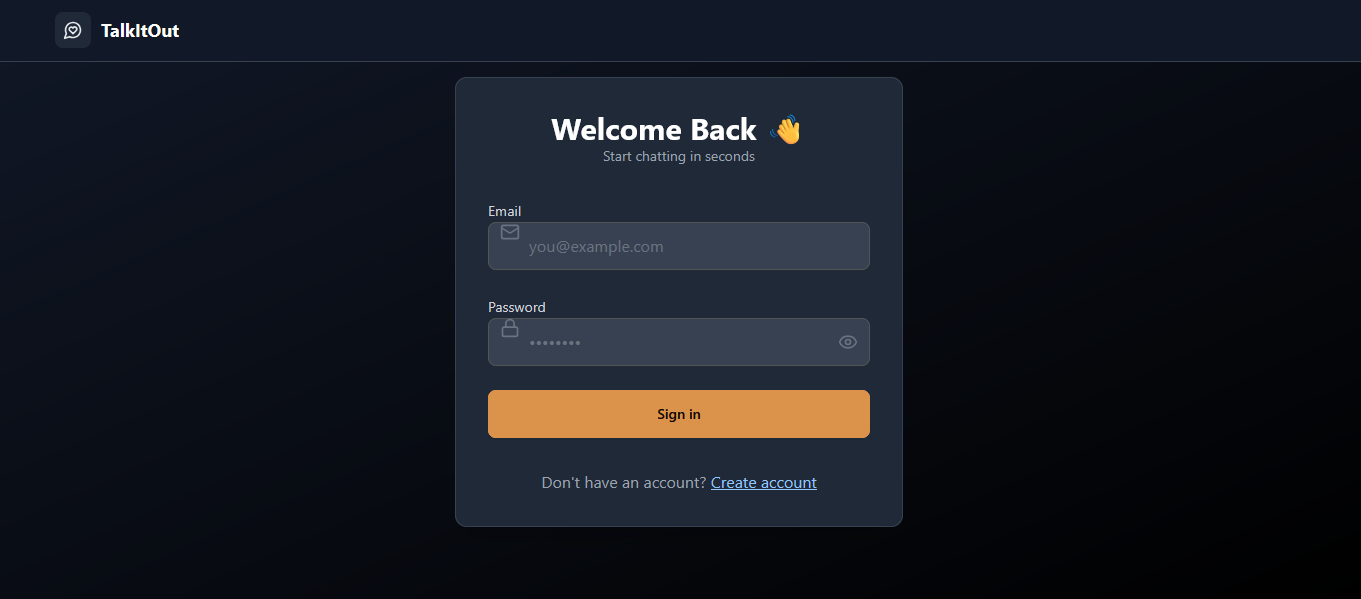 TalkItOut
Welcome Back 👋
Start chatting in seconds
Email
you@example.com
Password
••••••••
Sign in
Don't have an account? Create account